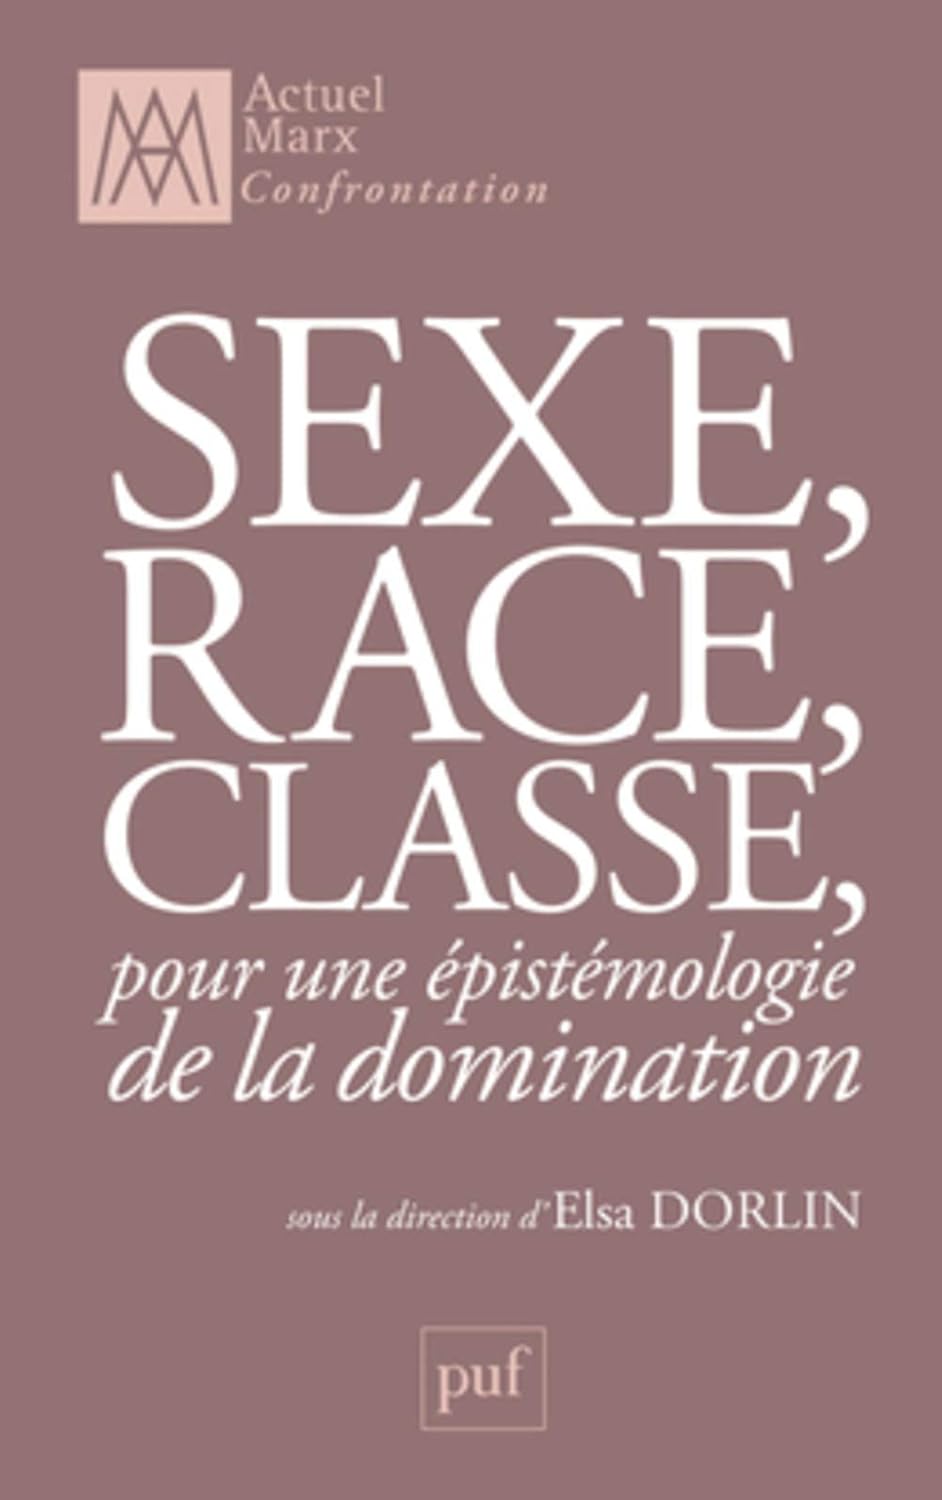 Actuel
Marx
Confrontation
SEXE,
RACE,
CLASSE,
pour une épistémologie
de la domination
sous la direction d'Elsa DORLIN
puf